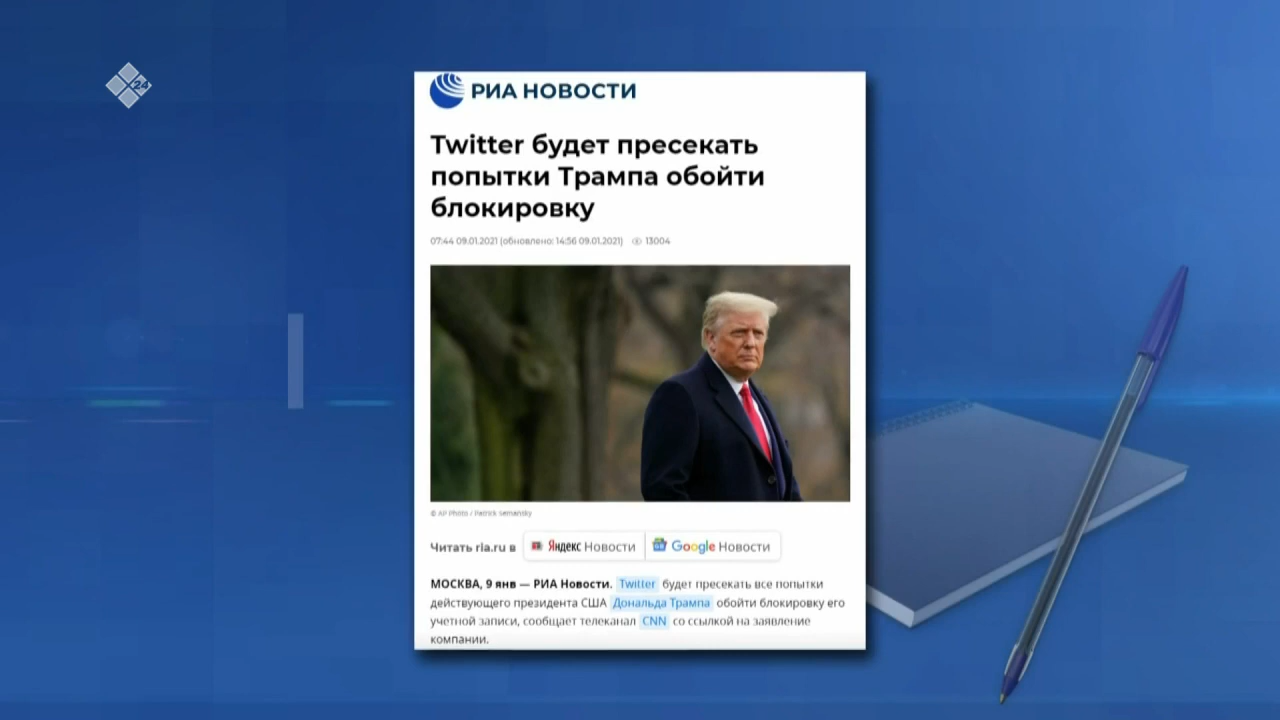 X24
РИА НОВОСТИ
Twitter будет пресекать
попытки Трампа обойти
блокировку
07:44 09.01.2021 (обновлено: 14:56 09.01.2021) 13004
© AP Photo / Patrick Semansky
Читать ria.ru в Яндекс Новости Google Новости
МОСКВА, 9 янв — РИА Новости. Twitter будет пресекать все попытки
действующего президента США Дональда Трампа обойти блокировку его
учетной записи, сообщает телеканал CNN со ссылкой на заявление
компании.